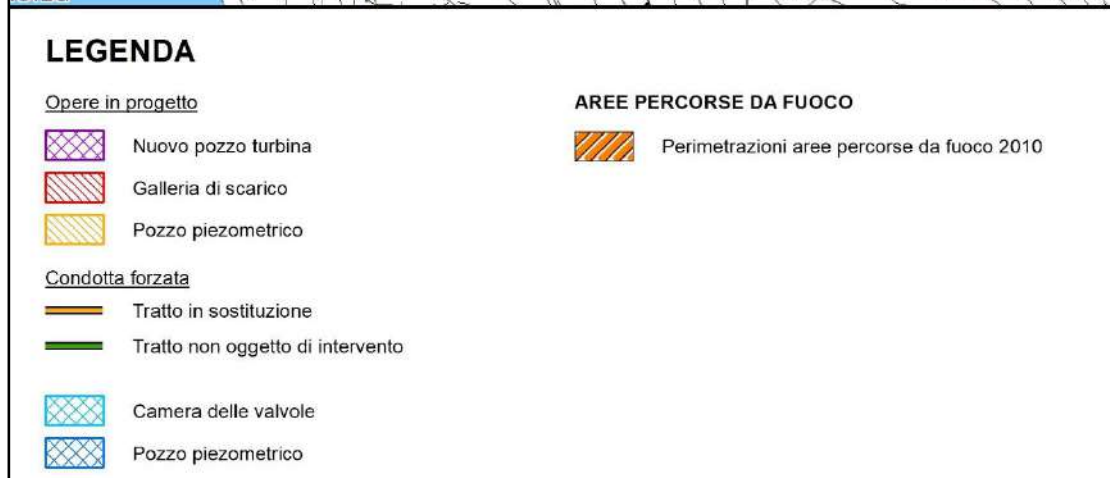 LEGENDA
Opere in progetto
Nuovo pozzo turbina
Galleria di scarico
Pozzo piezometrico
Condotta forzata
Tratto in sostituzione
Tratto non oggetto di intervento
Camera delle valvole
Pozzo piezometrico
AREE PERCORSE DA FUOCO
Perimetrazioni aree percorse da fuoco 2010